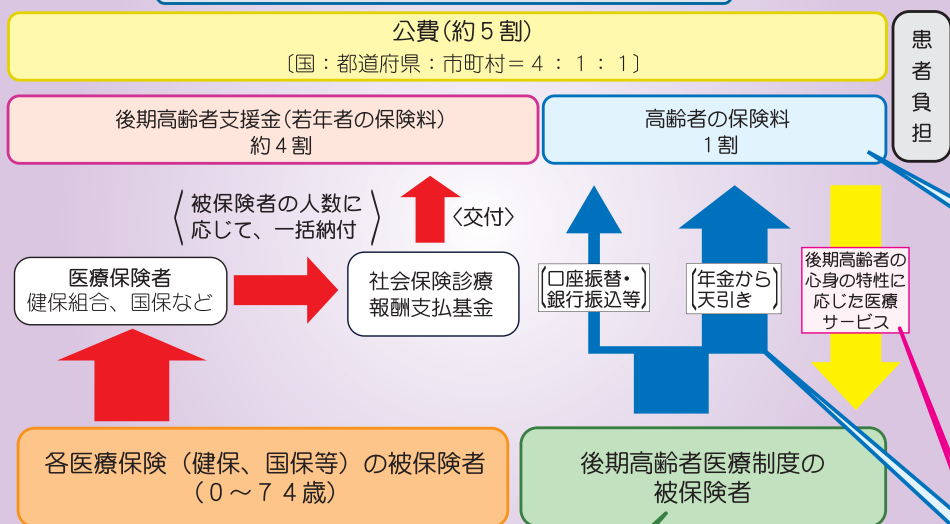 公費(約5割)
〔国：都道府県：市町村＝4：1：1〕
患者負担
後期高齢者支援金(若年者の保険料)
約4割
高齢者の保険料
1割
〈被保険者の人数に
応じて、一括納付〉
〈交付〉
医療保険者
健保組合、国保など
社会保険診療
報酬支払基金
(口座振替・
銀行振込等)
(年金から
天引き)
後期高齢者の
心身の特性に
応じた医療
サービス
各医療保険（健保、国保等）の被保険者
（0～74歳）
後期高齢者医療制度の
被保険者